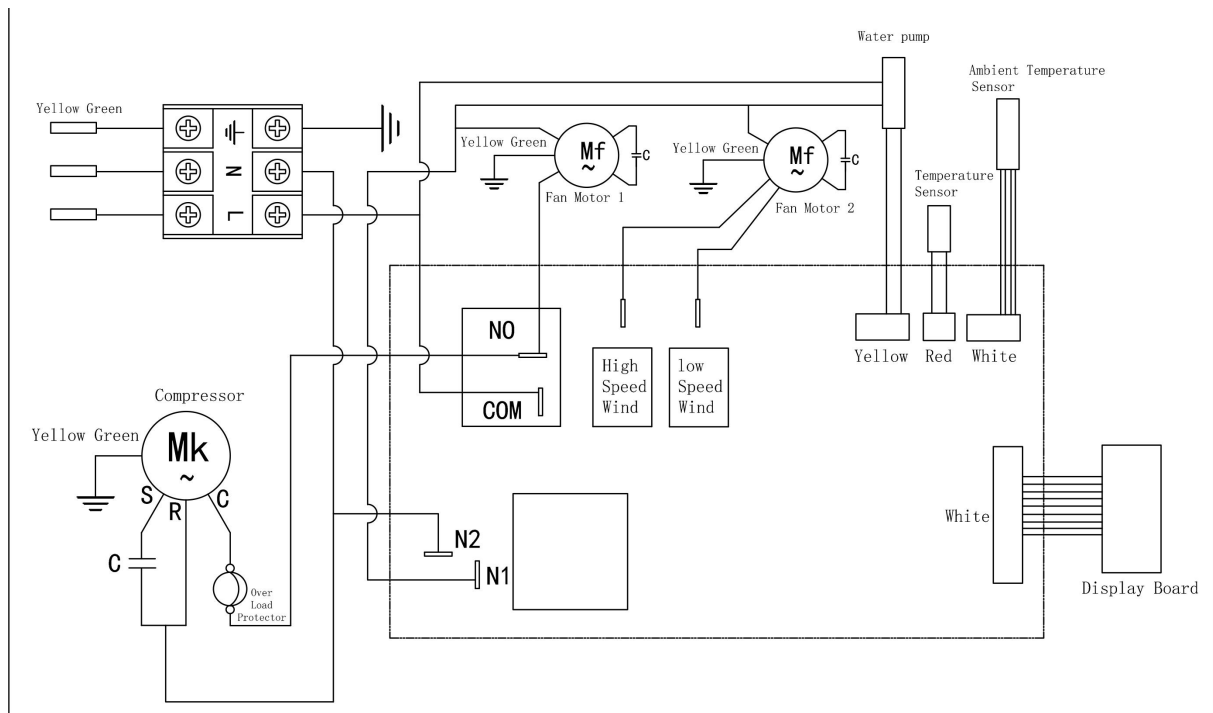 Water pump
Ambient Temperature
Sensor
Yellow Green
N
L
Yellow Green
Mf
~
C
Fan Motor 1
Yellow Green
Mf
~
C
Fan Motor 2
Temperature
Sensor
NO
COM
High
Speed
Wind
low
Speed
Wind
Yellow
Red
White
Compressor
Yellow Green
Mk
~
S
R
C
C
Over
Load
Protector
N2
N1
White
Display Board